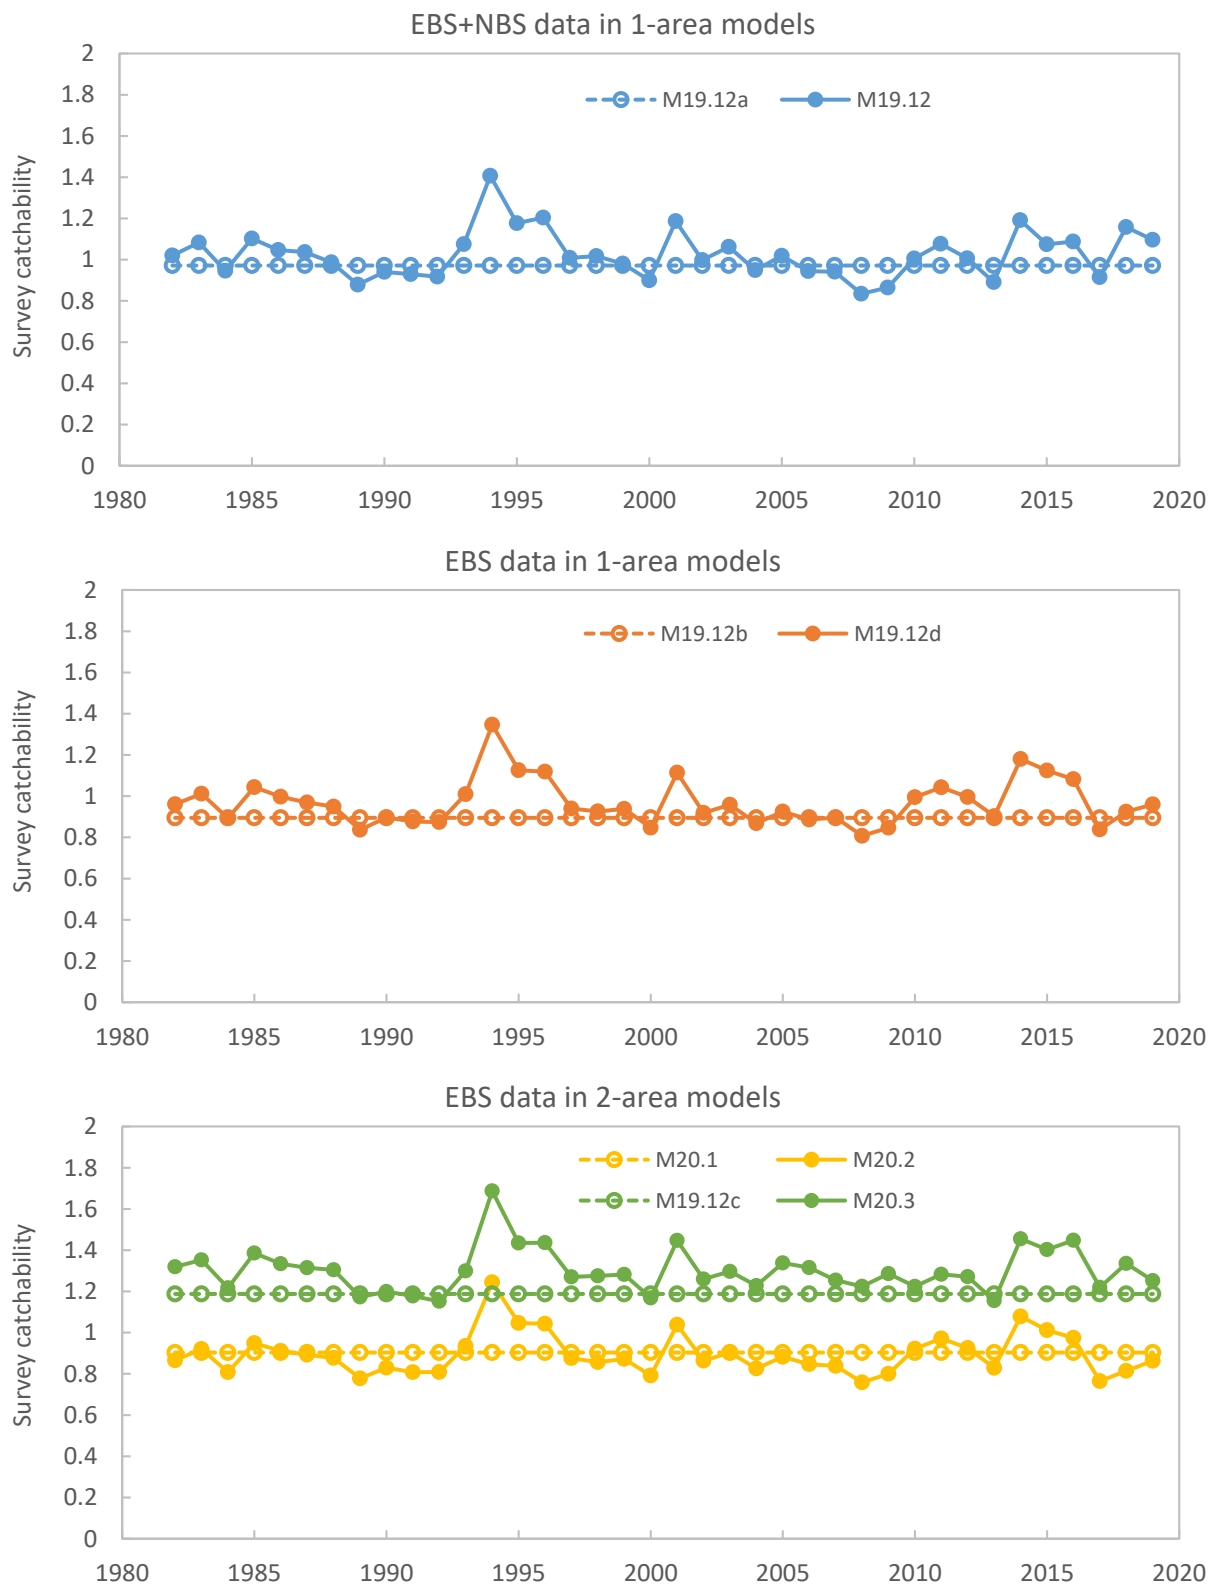 EBS+NBS data in 1-area models
2
1.8
1.6
1.4
1.2
1
0.8
0.6
0.4
0.2
0
Survey catchability
M19.12a M19.12
1980 1985 1990 1995 2000 2005 2010 2015 2020
EBS data in 1-area models
2
1.8
1.6
1.4
1.2
1
0.8
0.6
0.4
0.2
0
Survey catchability
M19.12b M19.12d
1980 1985 1990 1995 2000 2005 2010 2015 2020
EBS data in 2-area models
2
1.8
1.6
1.4
1.2
1
0.8
0.6
0.4
0.2
0
Survey catchability
M20.1 M20.2
M19.12c M20.3
1980 1985 1990 1995 2000 2005 2010 2015 2020